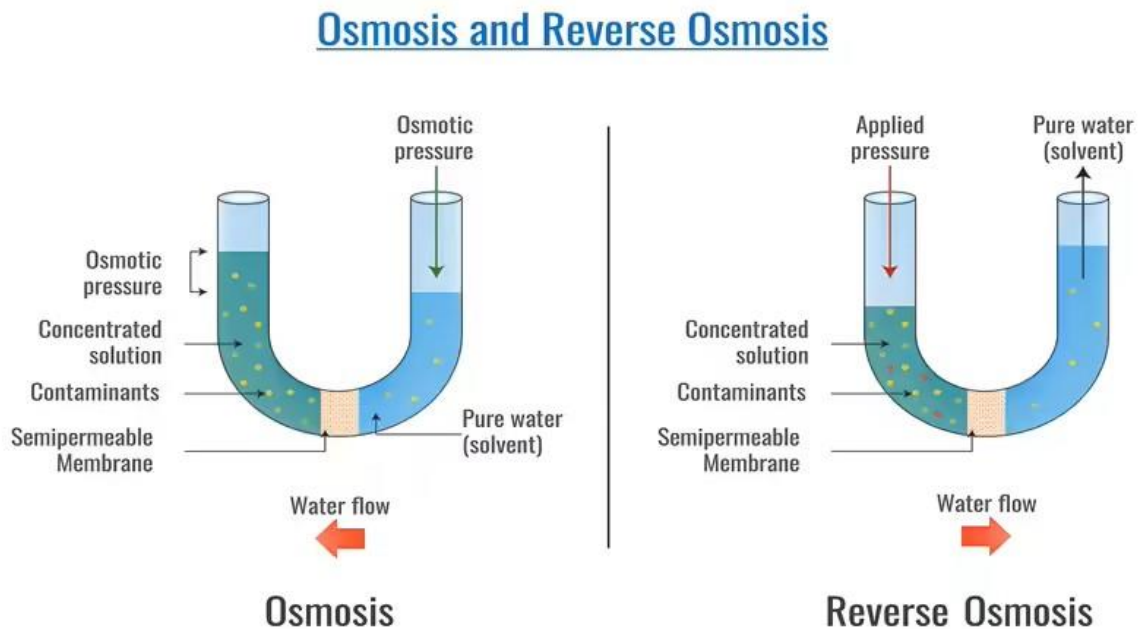 Osmosis and Reverse Osmosis
Osmotic
pressure
Osmotic
pressure
Concentrated
solution
Contaminants
Semipermeable
Membrane
Pure water
(solvent)
Water flow
Osmosis
Applied
pressure
Pure water
(solvent)
Concentrated
solution
Contaminants
Semipermeable
Membrane
Water flow
Reverse Osmosis